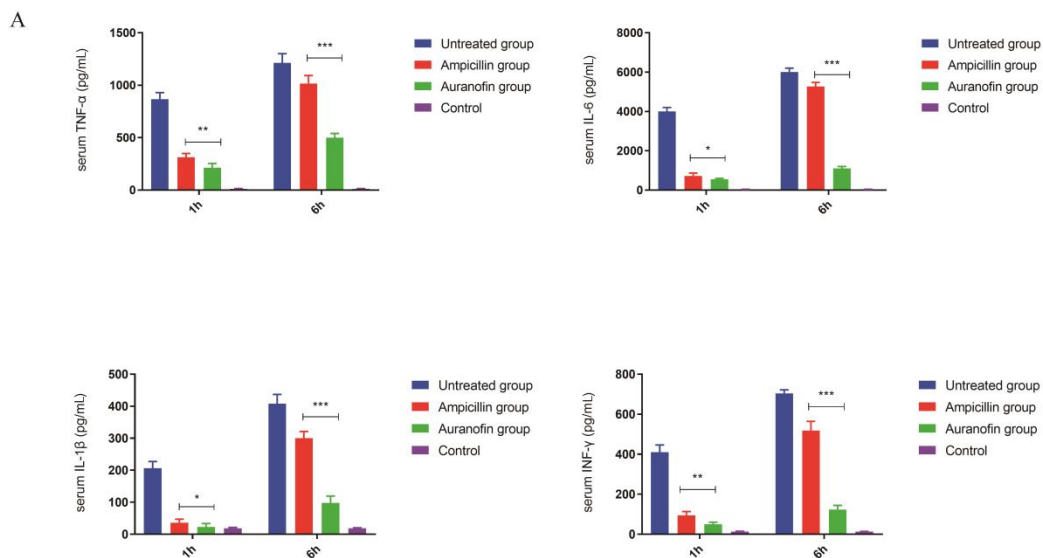 A
serum TNF-α (pg/mL)
1500
1000
500
0
**
***
1h
6h
Untreated group
Ampicillin group
Auranofin group
Control
serum IL-6 (pg/mL)
8000
6000
4000
2000
0
*
***
1h
6h
Untreated group
Ampicillin group
Auranofin group
Control
serum IL-1β (pg/mL)
500
400
300
200
100
0
*
***
1h
6h
Untreated group
Ampicillin group
Auranofin group
Control
serum INF-γ (pg/mL)
800
600
400
200
0
**
***
1h
6h
Untreated group
Ampicillin group
Auranofin group
Control